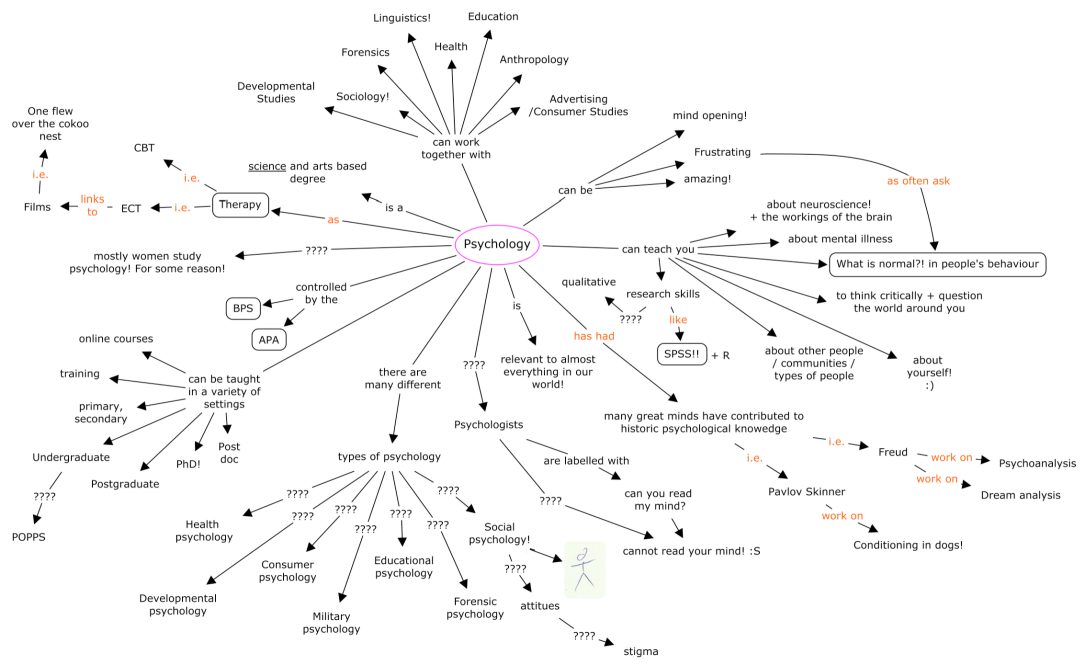 Linguistics!
Education
Forensics
Health
Anthropology
Developmental
Studies
Sociology!
Advertising
/Consumer Studies
can work
together with
One flew
over the cokoo
nest
i.e.
CBT
i.e.
Films
links
to
ECT
i.e.
Therapy
science and arts based
degree
is a
as
Psychology
mind opening!
Frustrating
amazing!
can be
as often ask
about neuroscience!
+ the workings of the brain
about mental illness
can teach you
What is normal?! in people's behaviour
to think critically + question
the world around you
about other people
/ communities /
types of people
about
yourself!
:)
mostly women study
psychology! For some reason!
????
controlled
by the
BPS
APA
qualitative
????
research skills
like
SPSS!!
+ R
is
relevant to almost
everything in our
world!
has had
many great minds have contributed to
historic psychological knowedge
i.e.
Freud
work on
Psychoanalysis
work on
Dream analysis
i.e.
Pavlov Skinner
work on
Conditioning in dogs!
online courses
training
primary,
secondary
can be taught
in a variety of
settings
Undergraduate
Postgraduate
PhD!
Post
doc
????
POPPS
there are
many different
types of psychology
????
Health
psychology
????
Developmental
psychology
????
Consumer
psychology
????
Military
psychology
????
Educational
psychology
????
Forensic
psychology
????
Social
psychology!
????
attitues
????
stigma
????
Psychologists
are labelled with
can you read
my mind?
????
cannot read your mind! :S